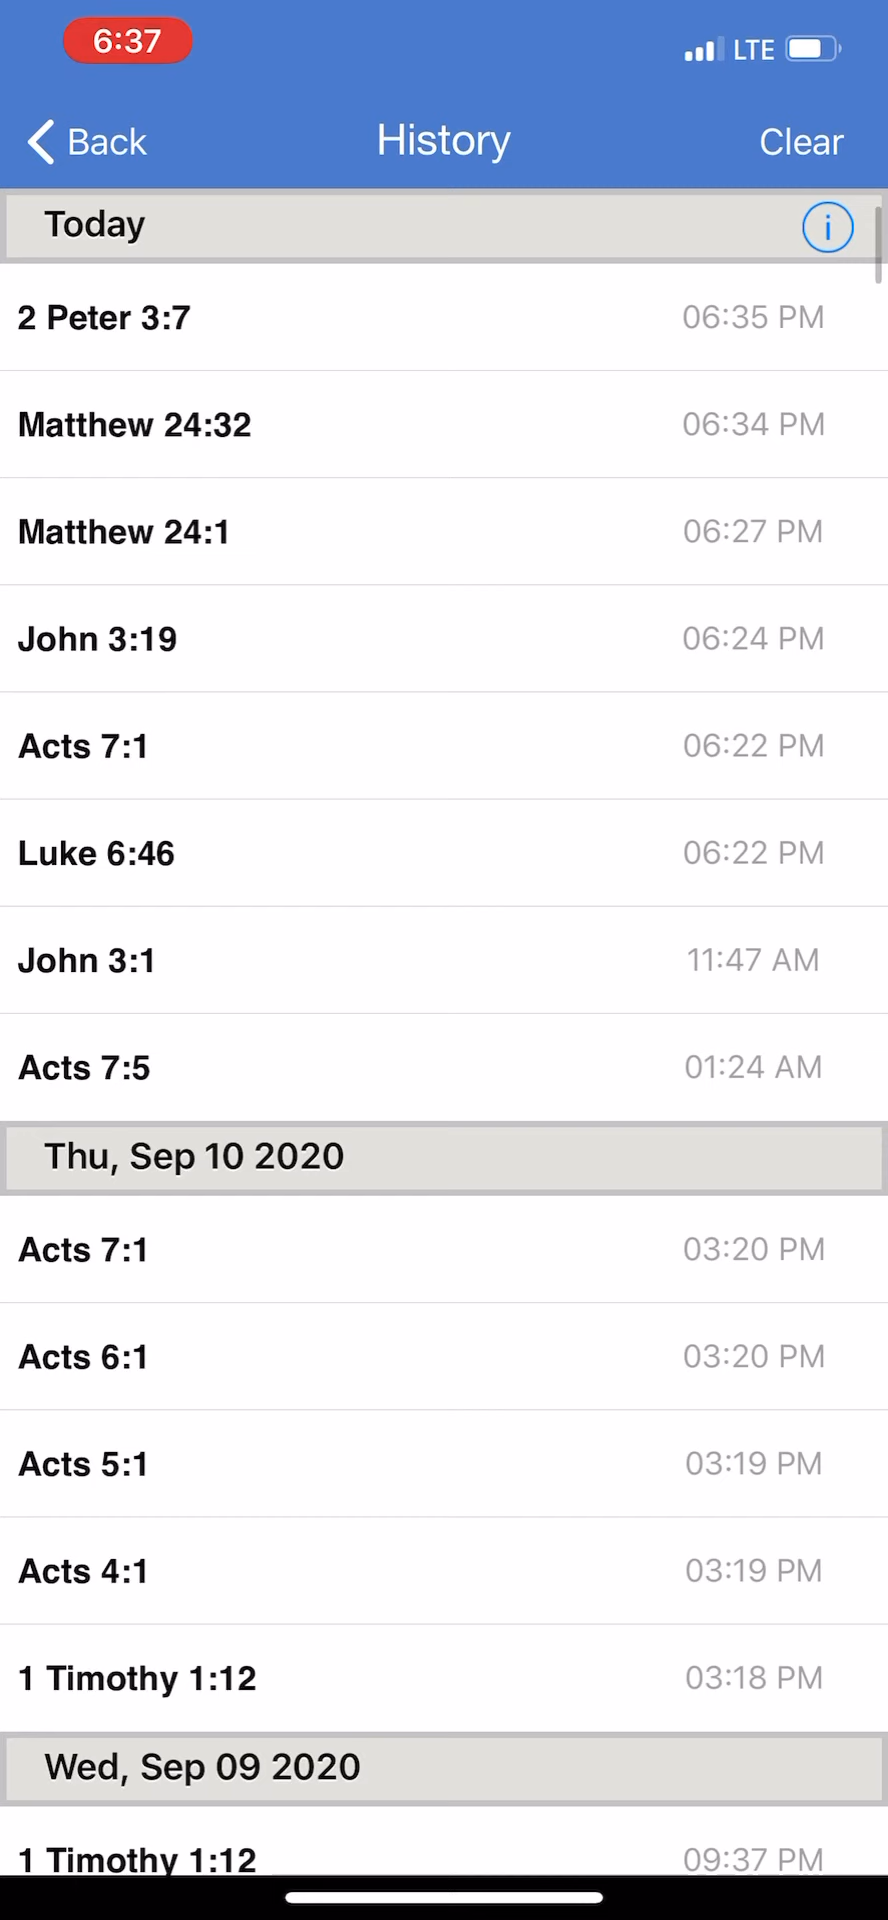 6:37 LTE
Back History Clear
Today i
2 Peter 3:7 06:35 PM
Matthew 24:32 06:34 PM
Matthew 24:1 06:27 PM
John 3:19 06:24 PM
Acts 7:1 06:22 PM
Luke 6:46 06:22 PM
John 3:1 11:47 AM
Acts 7:5 01:24 AM
Thu, Sep 10 2020
Acts 7:1 03:20 PM
Acts 6:1 03:20 PM
Acts 5:1 03:19 PM
Acts 4:1 03:19 PM
1 Timothy 1:12 03:18 PM
Wed, Sep 09 2020
1 Timothy 1:12 09:37 PM